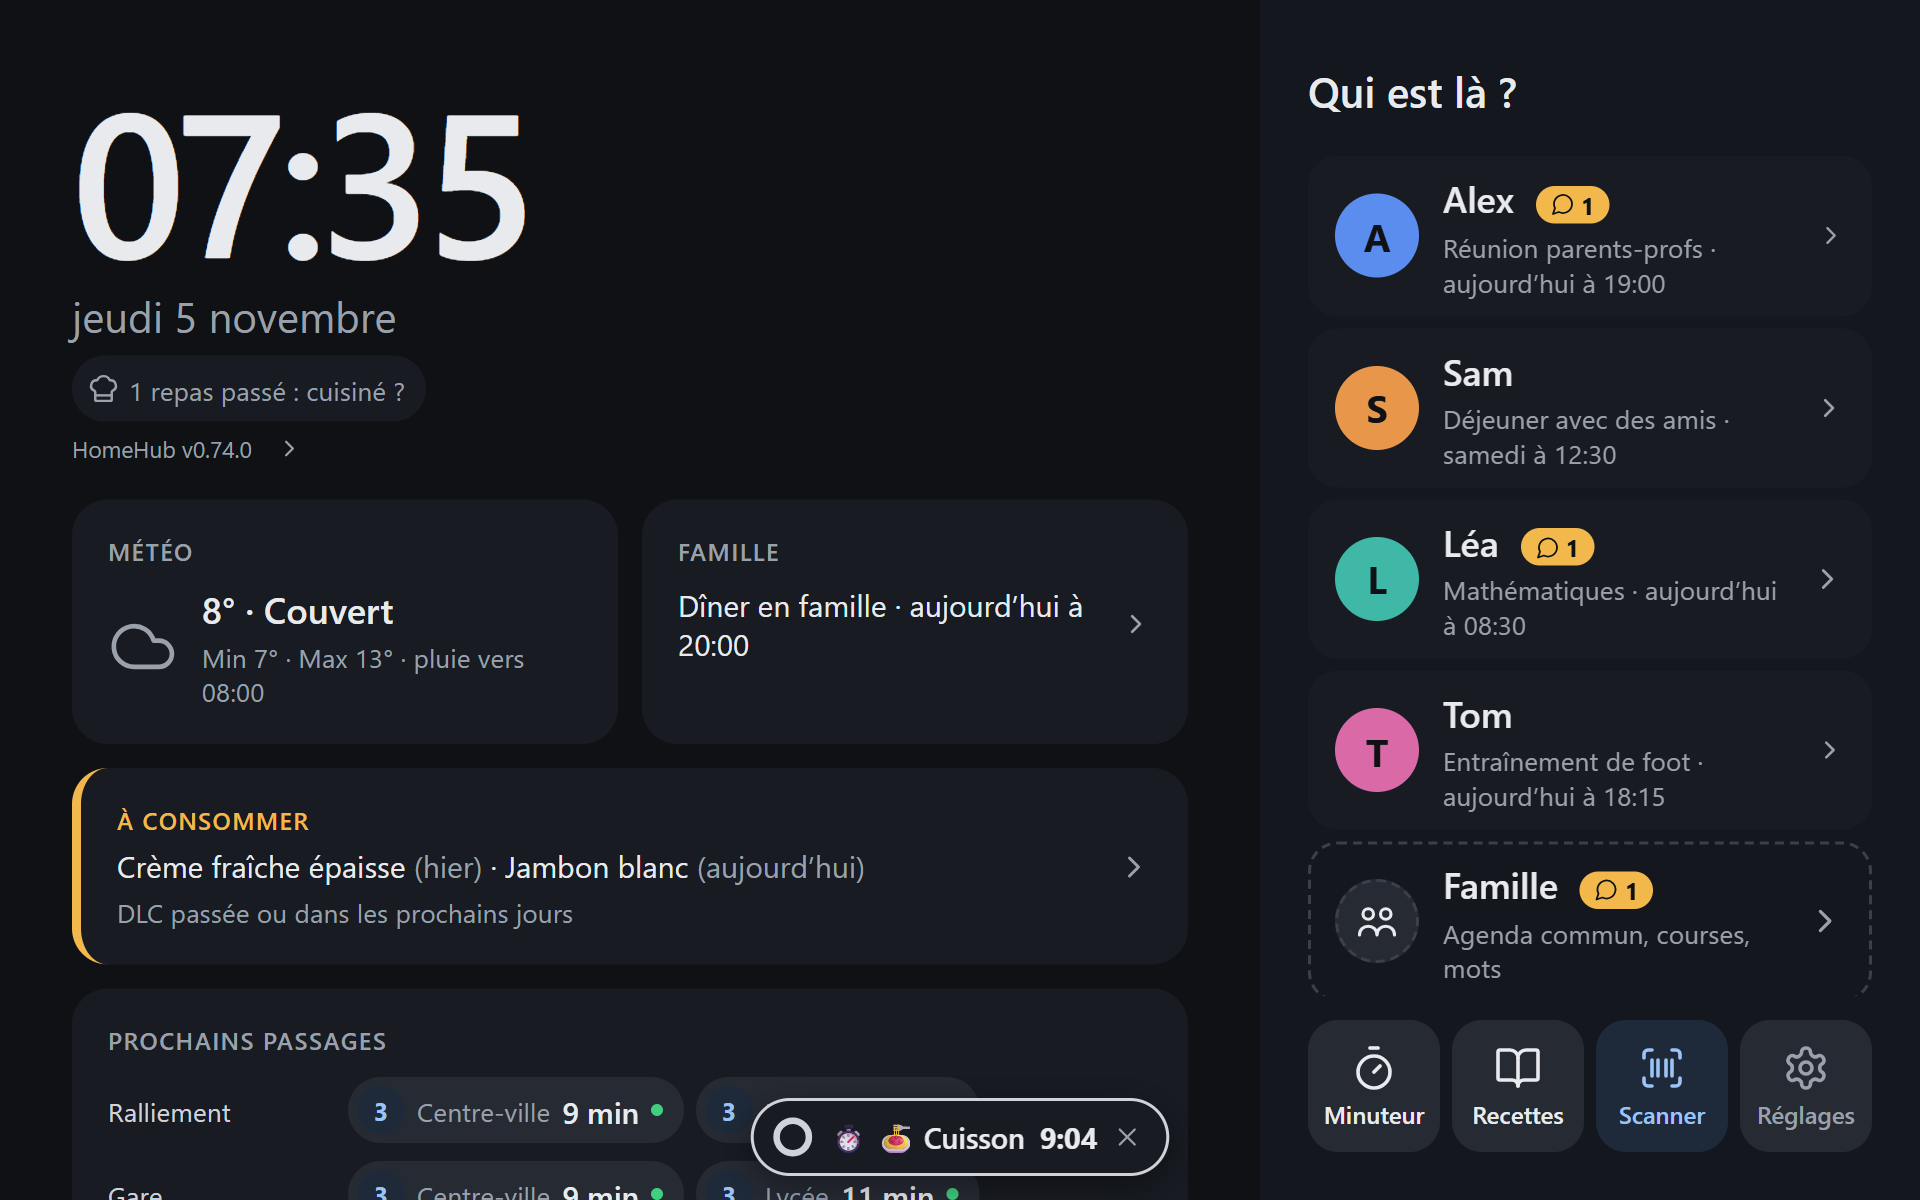 07:35
jeudi 5 novembre
1 repas passé : cuisiné ?
HomeHub v0.74.0
MÉTÉO
8° · Couvert
Min 7° · Max 13° · pluie vers
08:00
FAMILLE
Dîner en famille · aujourd’hui à
20:00
À CONSOMMER
Crème fraîche épaisse (hier) · Jambon blanc (aujourd’hui)
DLC passée ou dans les prochains jours
PROCHAINS PASSAGES
Ralliement
3 Centre-ville 9 min
3
Gare
3 Centre-ville 9 min
3 Lycée 11 min
Cuisson 9:04
Qui est là ?
A
Alex 1
Réunion parents-profs ·
aujourd’hui à 19:00
S
Sam
Déjeuner avec des amis ·
samedi à 12:30
L
Léa 1
Mathématiques · aujourd’hui
à 08:30
T
Tom
Entraînement de foot ·
aujourd’hui à 18:15
Famille 1
Agenda commun, courses,
mots
Minuteur
Recettes
Scanner
Réglages